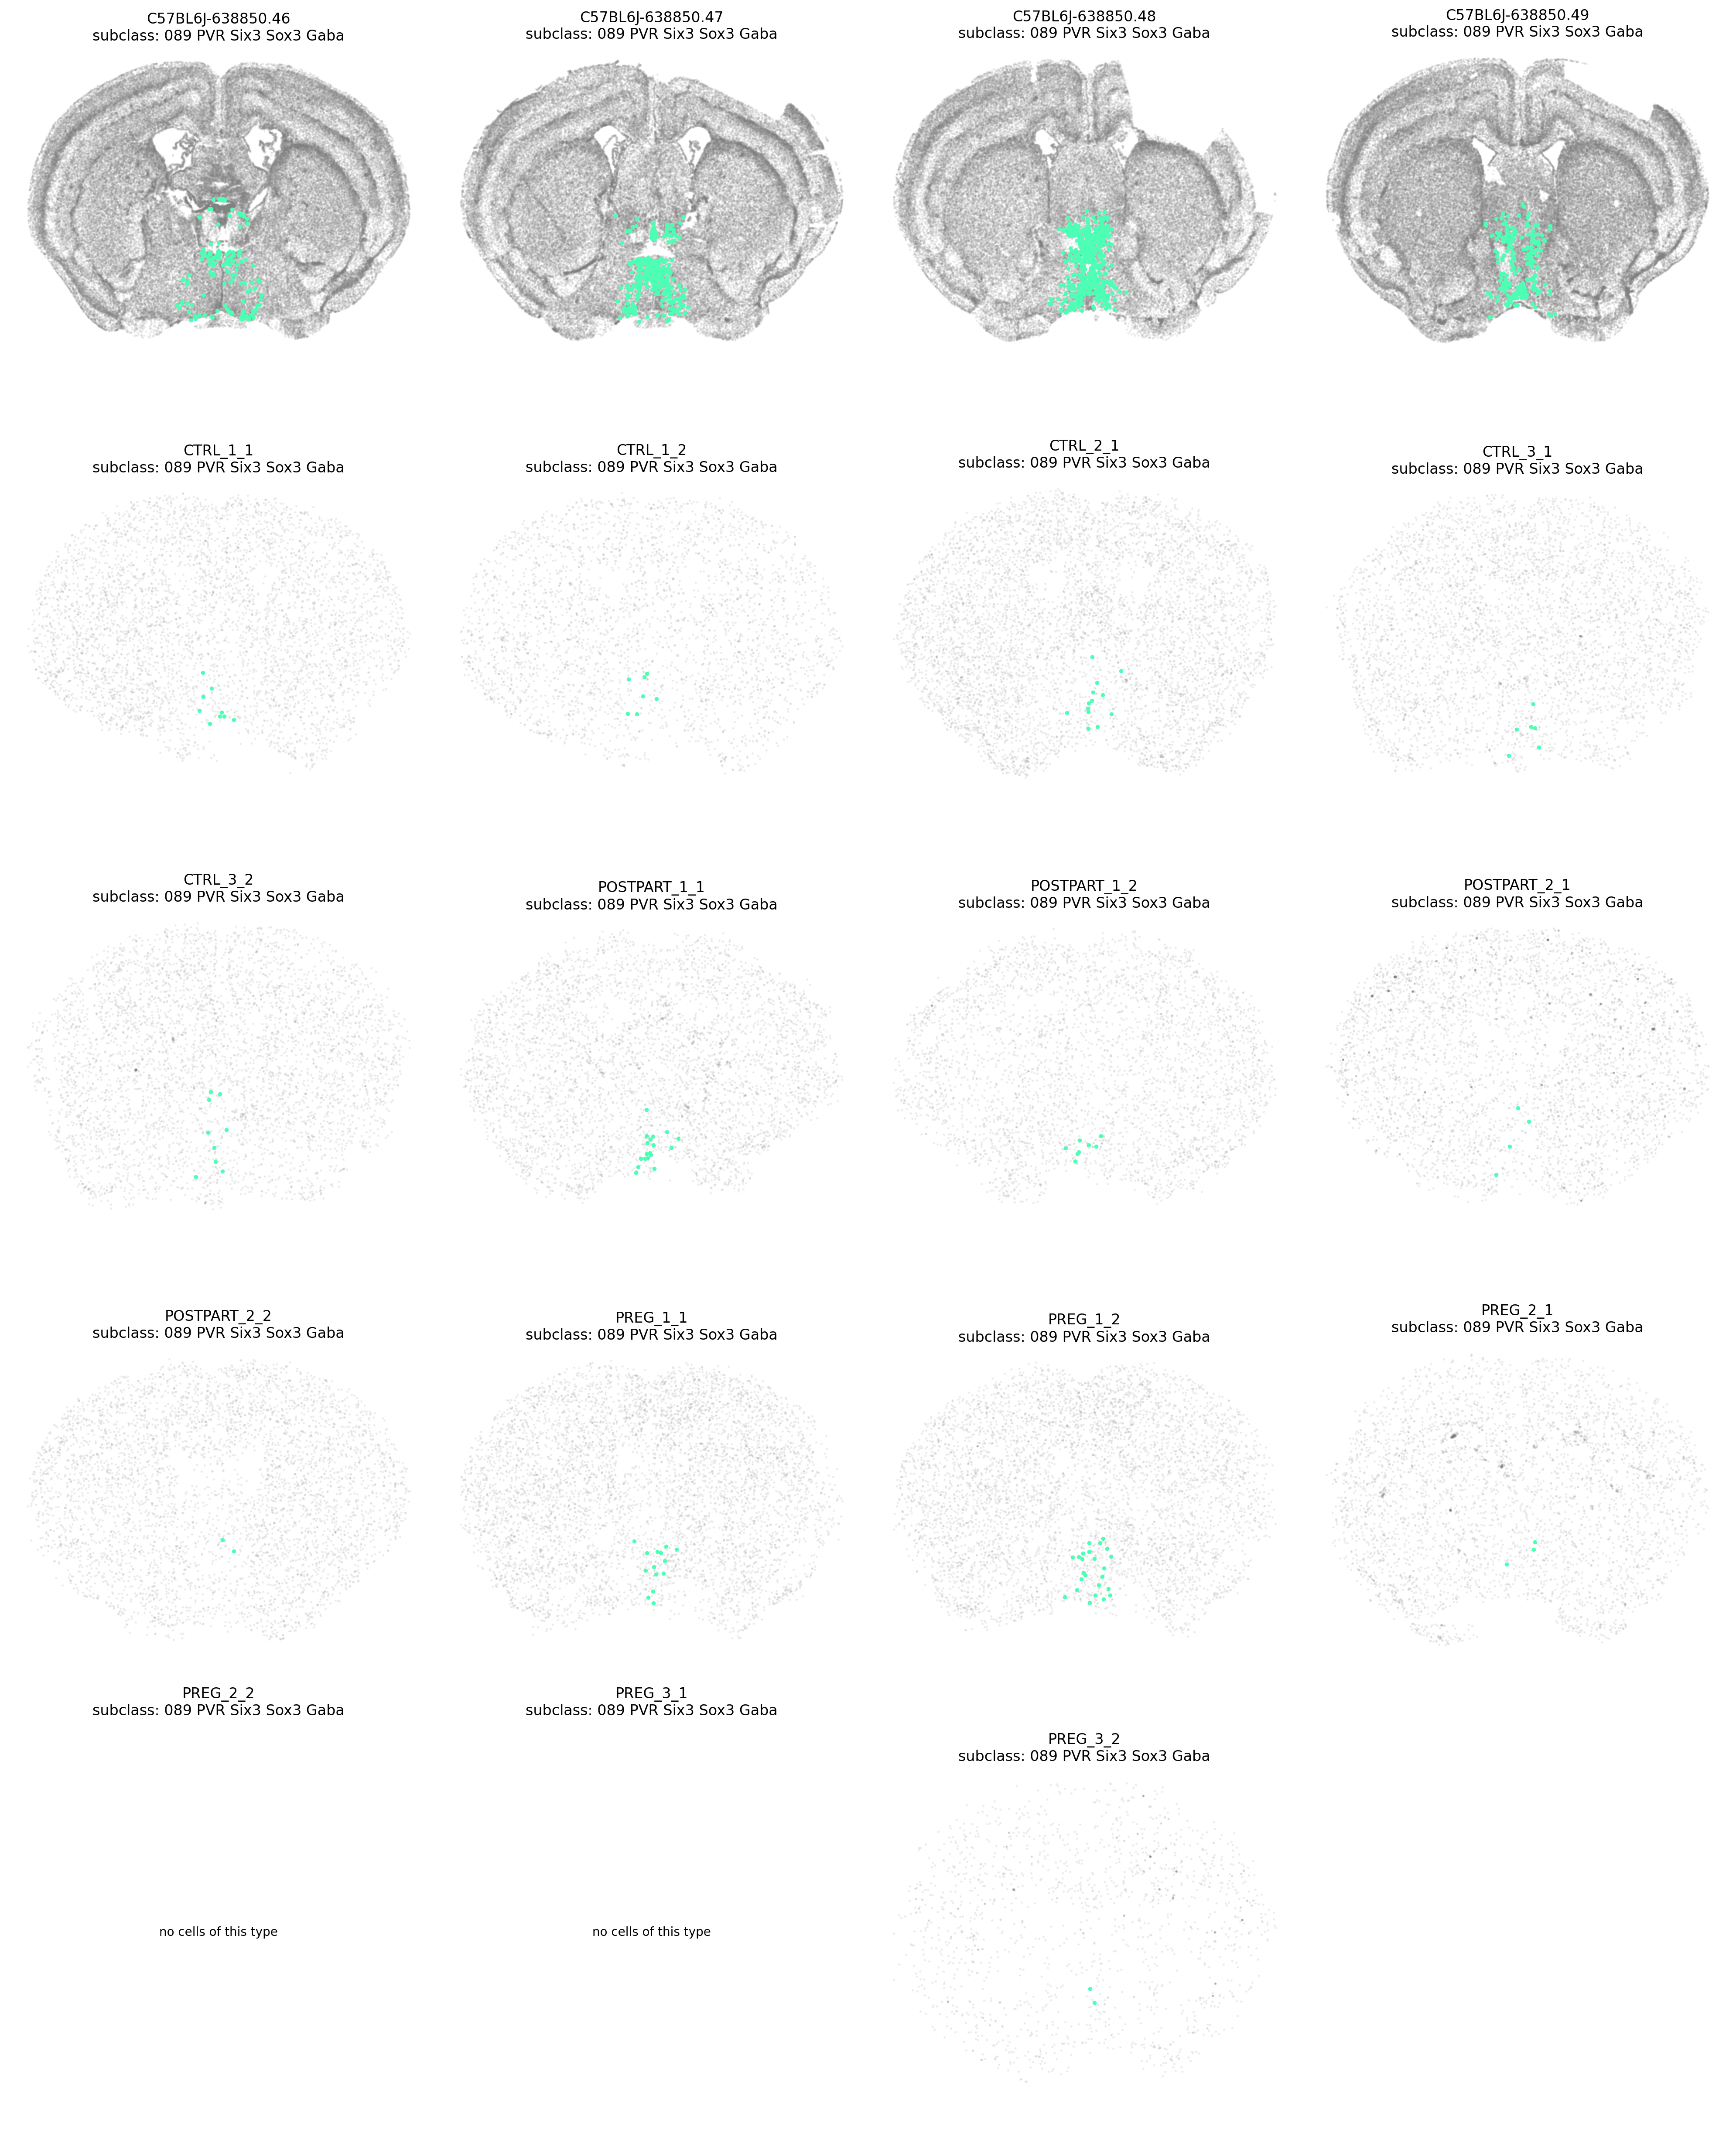 C57BL6J-638850.46
subclass: 089 PVR Six3 Sox3 Gaba
C57BL6J-638850.47
subclass: 089 PVR Six3 Sox3 Gaba
C57BL6J-638850.48
subclass: 089 PVR Six3 Sox3 Gaba
C57BL6J-638850.49
subclass: 089 PVR Six3 Sox3 Gaba
CTRL_1_1
subclass: 089 PVR Six3 Sox3 Gaba
CTRL_1_2
subclass: 089 PVR Six3 Sox3 Gaba
CTRL_2_1
subclass: 089 PVR Six3 Sox3 Gaba
CTRL_3_1
subclass: 089 PVR Six3 Sox3 Gaba
CTRL_3_2
subclass: 089 PVR Six3 Sox3 Gaba
POSTPART_1_1
subclass: 089 PVR Six3 Sox3 Gaba
POSTPART_1_2
subclass: 089 PVR Six3 Sox3 Gaba
POSTPART_2_1
subclass: 089 PVR Six3 Sox3 Gaba
POSTPART_2_2
subclass: 089 PVR Six3 Sox3 Gaba
PREG_1_1
subclass: 089 PVR Six3 Sox3 Gaba
PREG_1_2
subclass: 089 PVR Six3 Sox3 Gaba
PREG_2_1
subclass: 089 PVR Six3 Sox3 Gaba
PREG_2_2
subclass: 089 PVR Six3 Sox3 Gaba
no cells of this type
PREG_3_1
subclass: 089 PVR Six3 Sox3 Gaba
no cells of this type
PREG_3_2
subclass: 089 PVR Six3 Sox3 Gaba